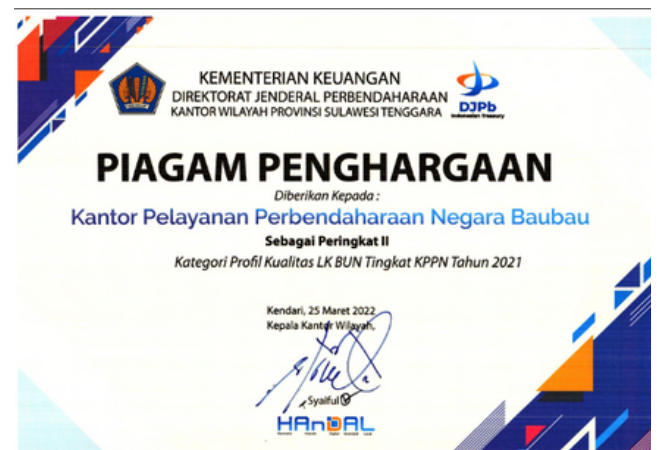 KEMENTERIAN KEUANGAN
DIREKTORAT JENDERAL PERBENDAHARAAN
KANTOR WILAYAH PROVINSI SULAWESI TENGGARA
DJPb
Indonesian Treasury
PIAGAM PENGHARGAAN
Diberikan Kepada :
Kantor Pelayanan Perbendaharaan Negara Baubau
Sebagai Peringkat II
Kategori Profil Kualitas LK BUN Tingkat KPPN Tahun 2021
Kendari, 25 Maret 2022
Kepala Kantor Wilayah,
Syaiful
HAnDAL